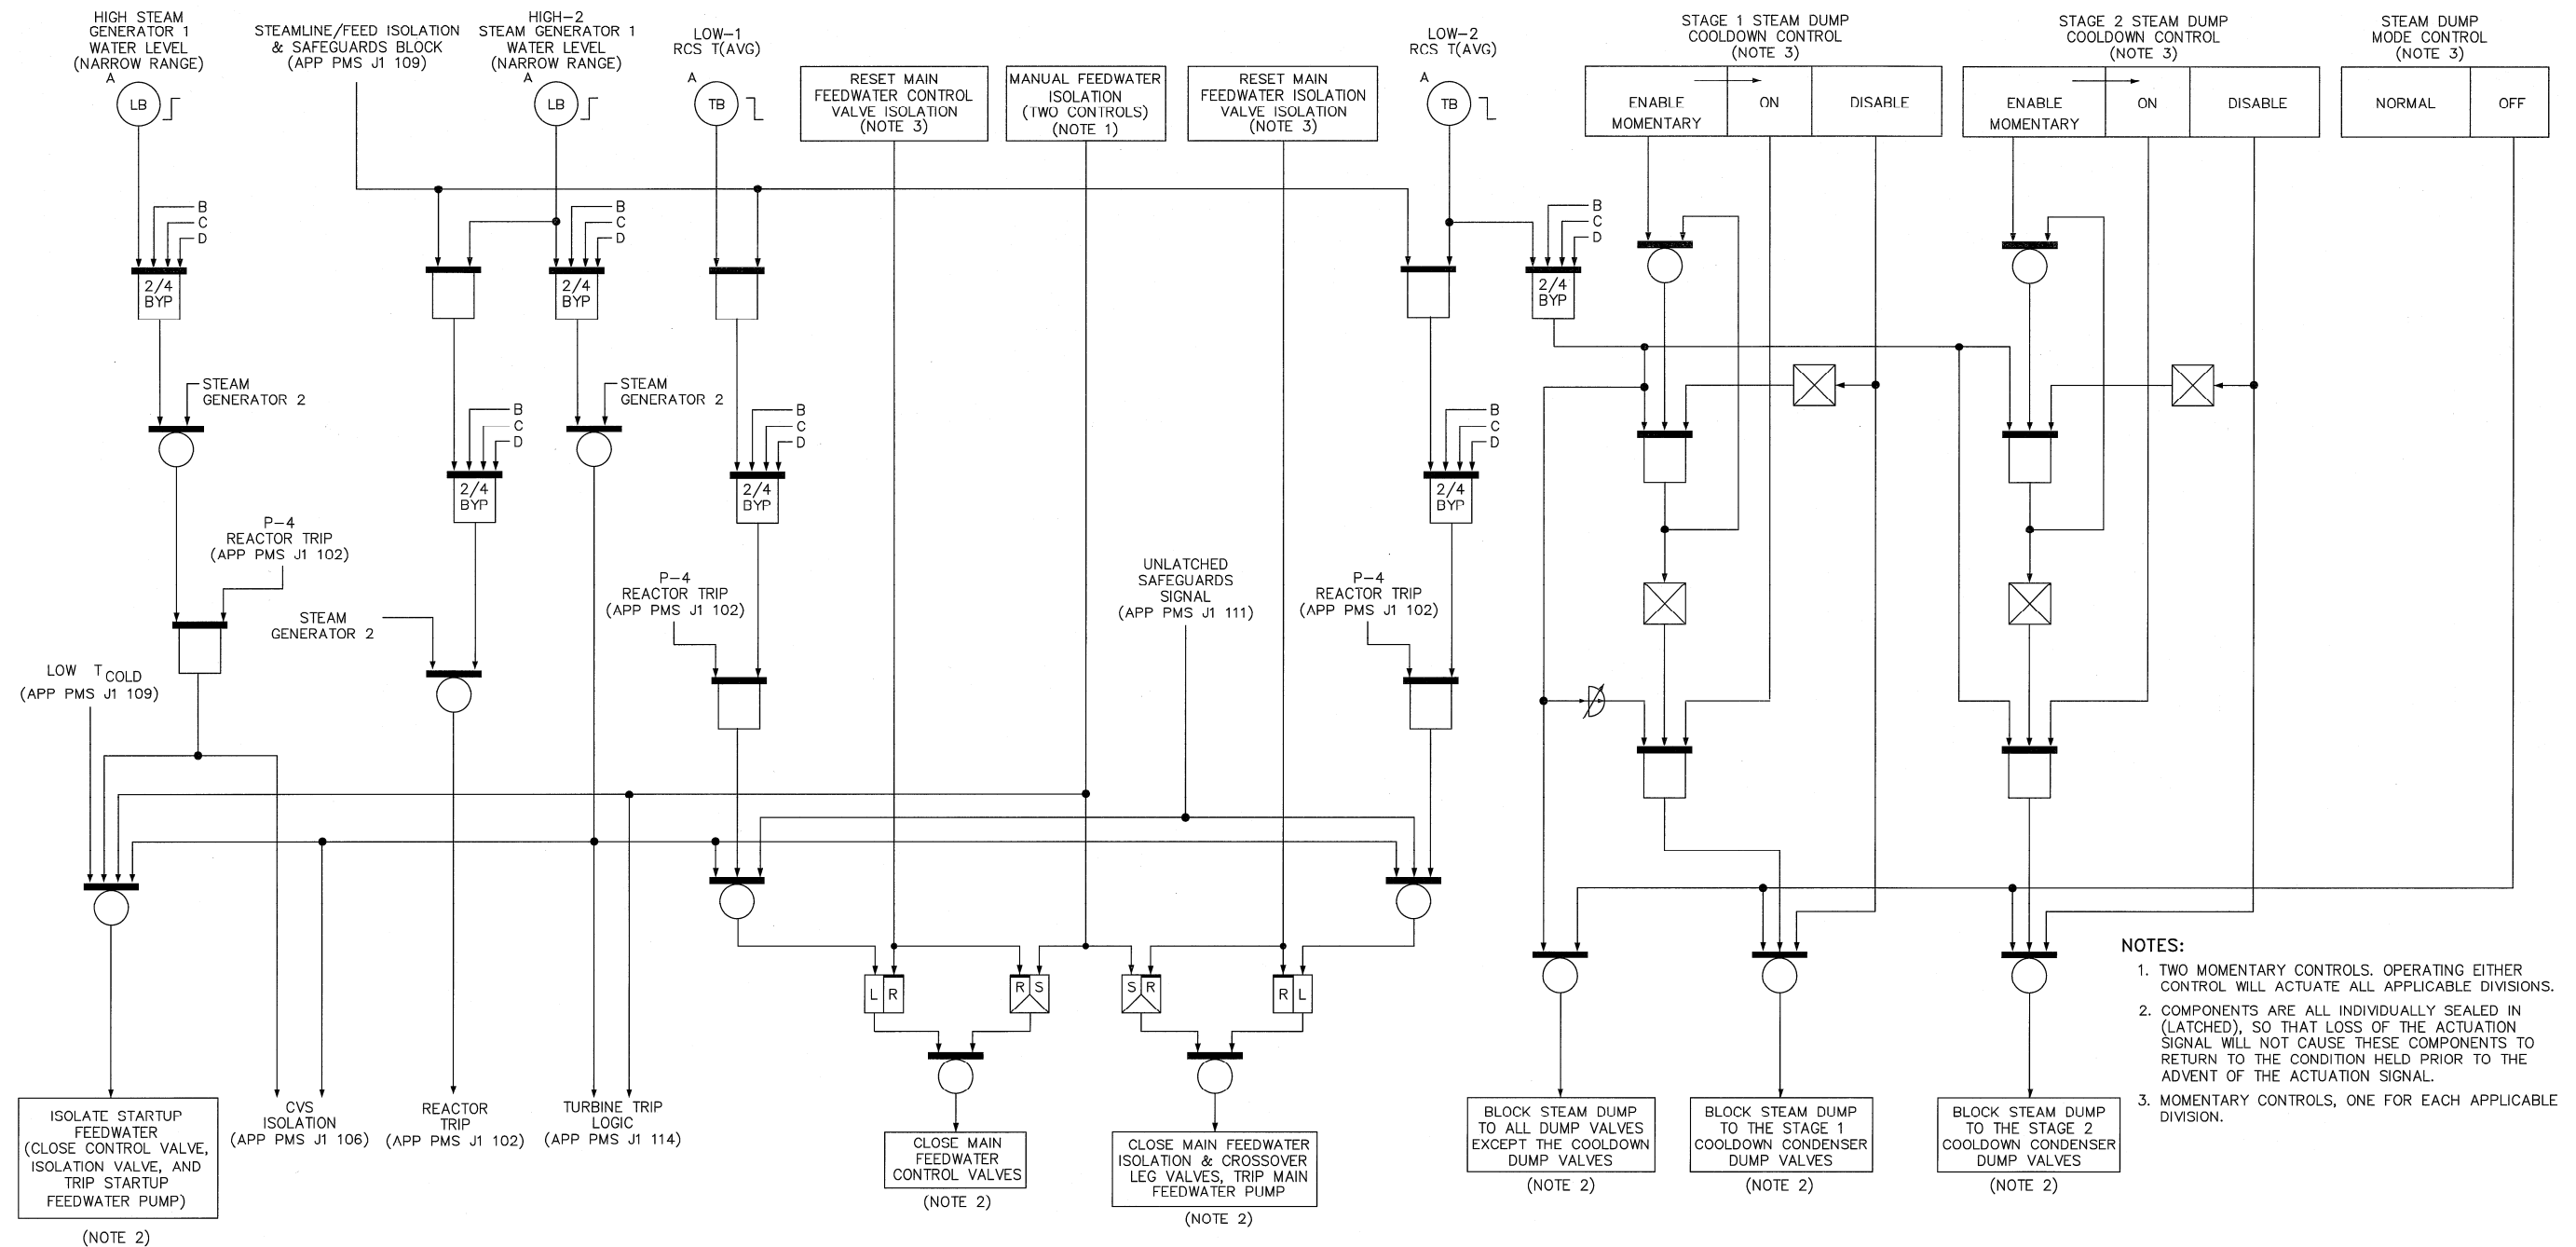 HIGH STEAM
GENERATOR 1
WATER LEVEL
(NARROW RANGE)
A
LB
STEAMLINE/FEED ISOLATION
& SAFEGUARDS BLOCK
(APP PMS J1 109)
HIGH-2
STEAM GENERATOR 1
WATER LEVEL
(NARROW RANGE)
A
LB
LOW-1
RCS T(AVG)
A
TB
RESET MAIN
FEEDWATER CONTROL
VALVE ISOLATION
(NOTE 3)
MANUAL FEEDWATER
ISOLATION
(TWO CONTROLS)
(NOTE 1)
RESET MAIN
FEEDWATER ISOLATION
VALVE ISOLATION
(NOTE 3)
LOW-2
RCS T(AVG)
A
TB
STAGE 1 STEAM DUMP
COOLDOWN CONTROL
(NOTE 3)
ENABLE
MOMENTARY
ON
DISABLE
STAGE 2 STEAM DUMP
COOLDOWN CONTROL
(NOTE 3)
ENABLE
MOMENTARY
ON
DISABLE
STEAM DUMP
MODE CONTROL
(NOTE 3)
NORMAL
OFF
B
C
D
2/4
BYP
B
C
D
2/4
BYP
B
C
D
2/4
BYP
STEAM
GENERATOR 2
STEAM
GENERATOR 2
B
C
D
2/4
BYP
B
C
D
2/4
BYP
B
C
D
2/4
BYP
P-4
REACTOR TRIP
(APP PMS J1 102)
STEAM
GENERATOR 2
P-4
REACTOR TRIP
(APP PMS J1 102)
UNLATCHED
SAFEGUARDS
SIGNAL
(APP PMS J1 111)
P-4
REACTOR TRIP
(APP PMS J1 102)
LOW T COLD
(APP PMS J1 109)
L R
R S
S R
R L
ISOLATE STARTUP
FEEDWATER
(CLOSE CONTROL VALVE,
ISOLATION VALVE, AND
TRIP STARTUP
FEEDWATER PUMP)
(NOTE 2)
CVS
ISOLATION
(APP PMS J1 106)
REACTOR
TRIP
(APP PMS J1 102)
TURBINE TRIP
LOGIC
(APP PMS J1 114)
CLOSE MAIN
FEEDWATER
CONTROL VALVES
(NOTE 2)
CLOSE MAIN FEEDWATER
ISOLATION & CROSSOVER
LEG VALVES, TRIP MAIN
FEEDWATER PUMP
(NOTE 2)
BLOCK STEAM DUMP
TO ALL DUMP VALVES
EXCEPT THE COOLDOWN
DUMP VALVES
(NOTE 2)
BLOCK STEAM DUMP
TO THE STAGE 1
COOLDOWN CONDENSER
DUMP VALVES
(NOTE 2)
BLOCK STEAM DUMP
TO THE STAGE 2
COOLDOWN CONDENSER
DUMP VALVES
(NOTE 2)
NOTES:
1. TWO MOMENTARY CONTROLS. OPERATING EITHER
CONTROL WILL ACTUATE ALL APPLICABLE DIVISIONS.
2. COMPONENTS ARE ALL INDIVIDUALLY SEALED IN
(LATCHED), SO THAT LOSS OF THE ACTUATION
SIGNAL WILL NOT CAUSE THESE COMPONENTS TO
RETURN TO THE CONDITION HELD PRIOR TO THE
ADVENT OF THE ACTUATION SIGNAL.
3. MOMENTARY CONTROLS, ONE FOR EACH APPLICABLE
DIVISION.